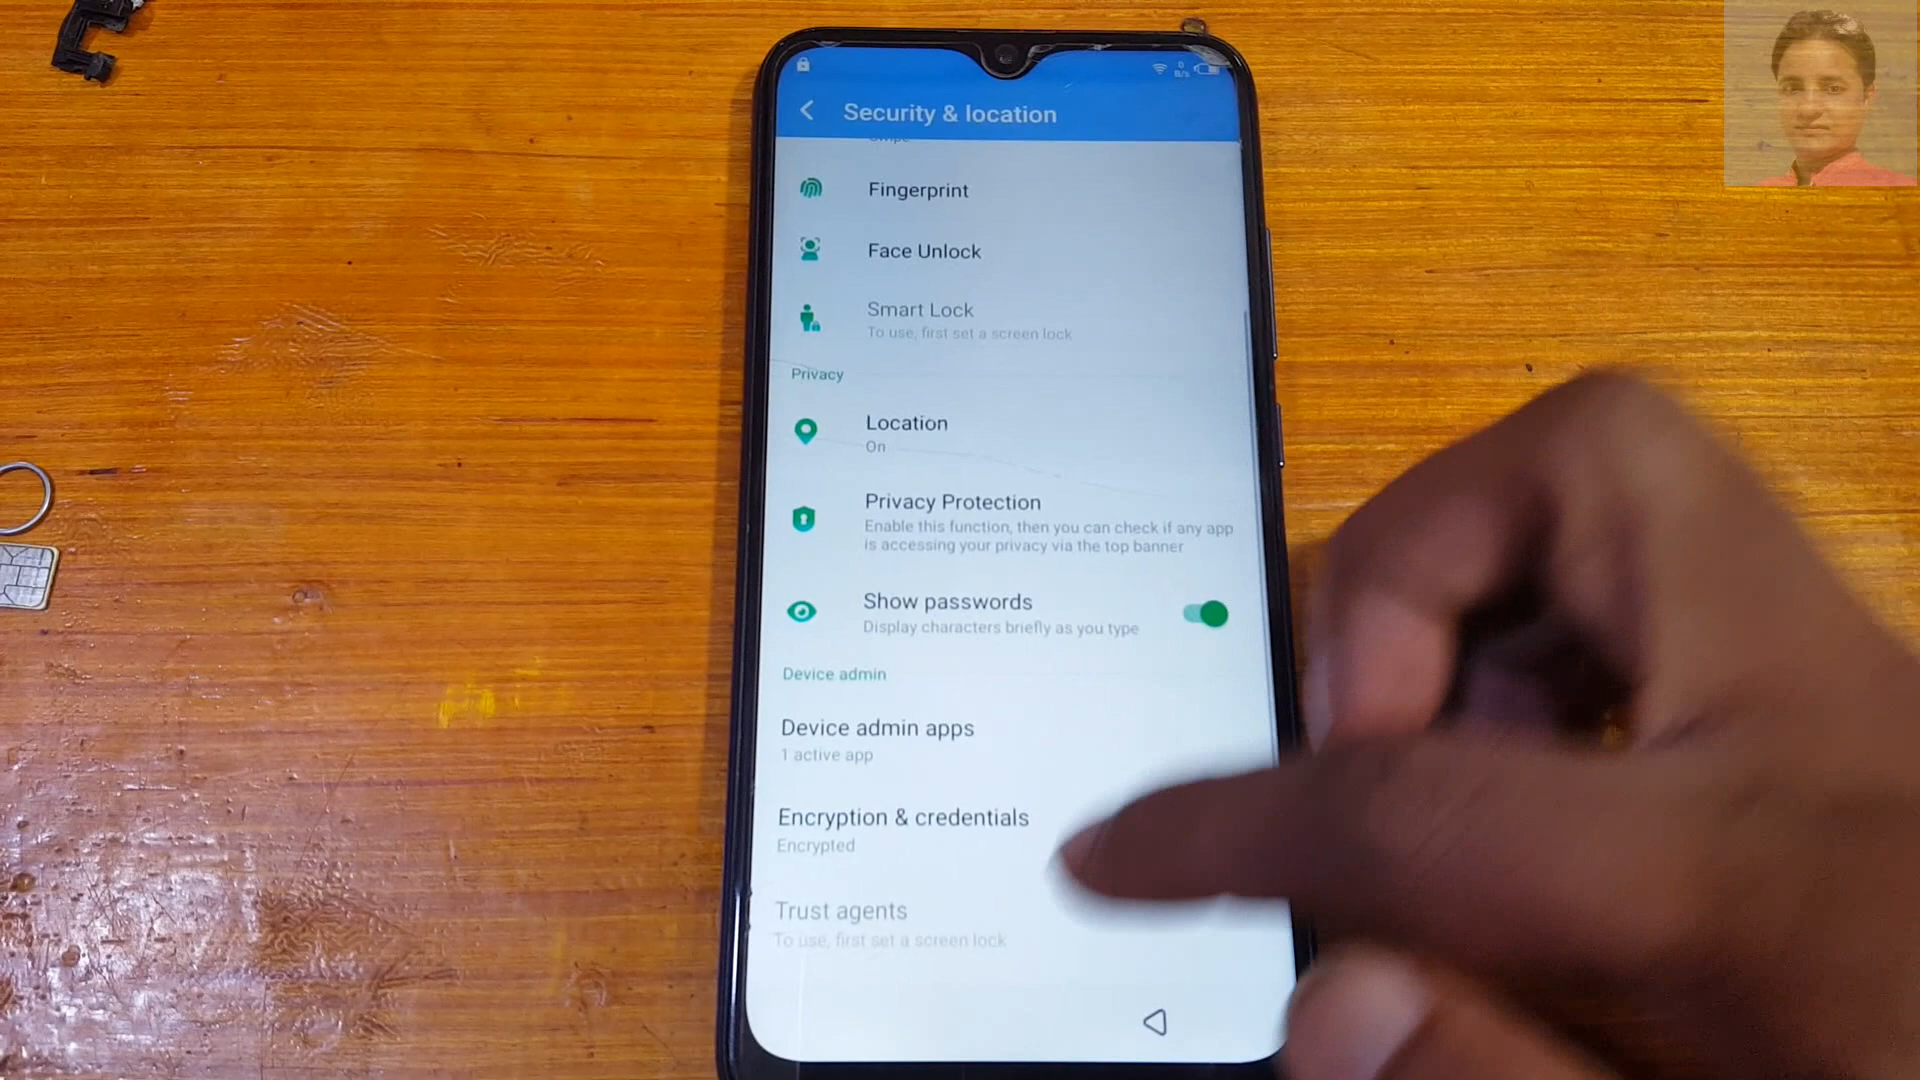 0
B/s
Security & location
Swipe
Fingerprint
Face Unlock
Smart Lock
To use, first set a screen lock
Privacy
Location
On
Privacy Protection
Enable this function, then you can check if any app
is accessing your privacy via the top banner
Show passwords
Display characters briefly as you type
Device admin
Device admin apps
1 active app
Encryption & credentials
Encrypted
Trust agents
To use, first set a screen lock